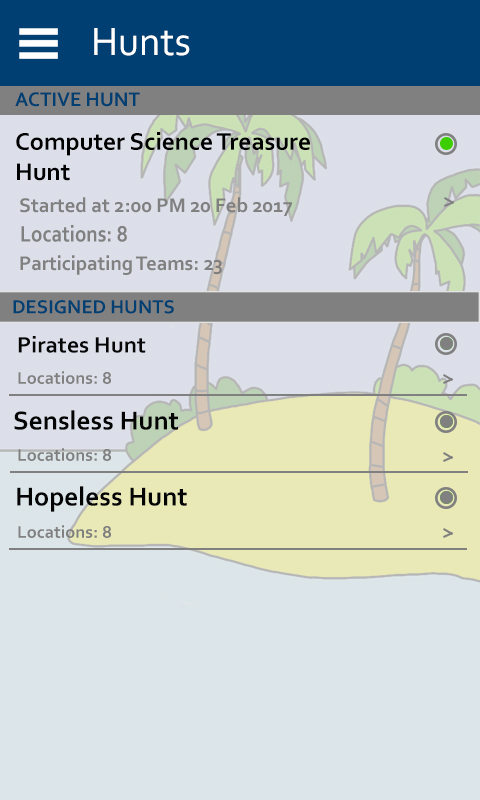 Hunts
ACTIVE HUNT
Computer Science Treasure
Hunt
Started at 2:00 PM 20 Feb 2017
>
Locations: 8
Participating Teams: 23
DESIGNED HUNTS
Pirates Hunt
Locations: 8 >
Sensless Hunt
Locations: 8 >
Hopeless Hunt
Locations: 8 >